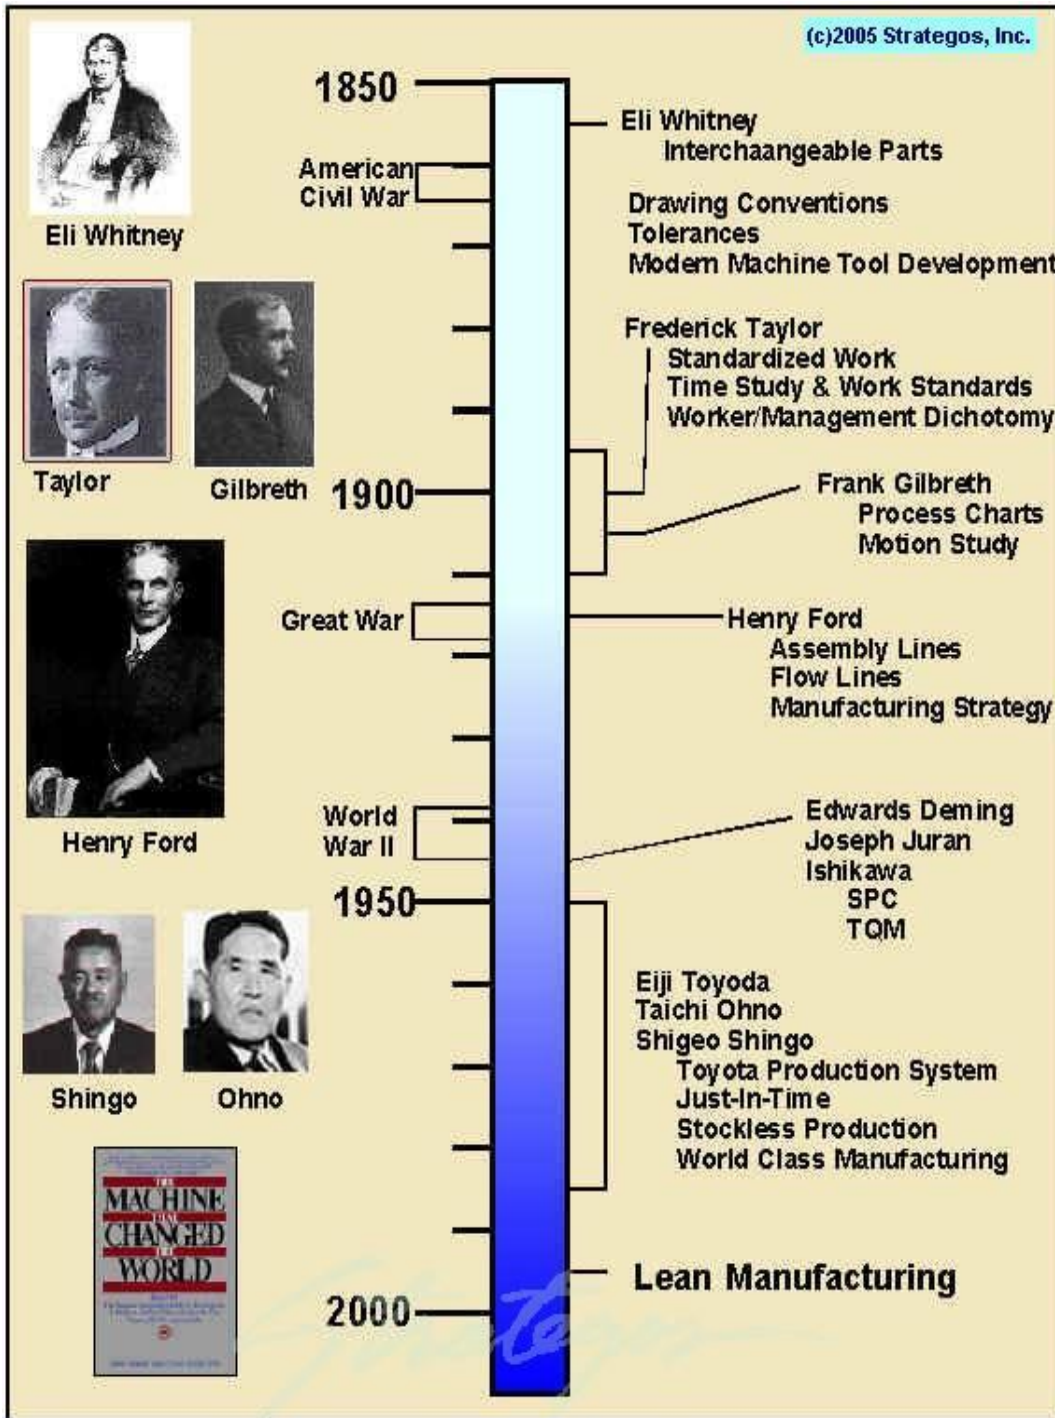 (c)2005 Strategos, Inc.
1850
Eli Whitney
Interchaangeable Parts
American
Civil War
Eli Whitney
Drawing Conventions
Tolerances
Modern Machine Tool Development
Frederick Taylor
Standardized Work
Time Study & Work Standards
Worker/Management Dichotomy
Taylor
Gilbreth
1900
Frank Gilbreth
Process Charts
Motion Study
Great War
Henry Ford
Assembly Lines
Flow Lines
Manufacturing Strategy
World
War II
Henry Ford
Edwards Deming
Joseph Juran
Ishikawa
SPC
TQM
1950
Eiji Toyoda
Taichi Ohno
Shigeo Shingo
Toyota Production System
Just-In-Time
Stockless Production
World Class Manufacturing
Shingo
Ohno
THE
MACHINE
THAT
CHANGED
THE
WORLD
Lean Manufacturing
2000
Strategos